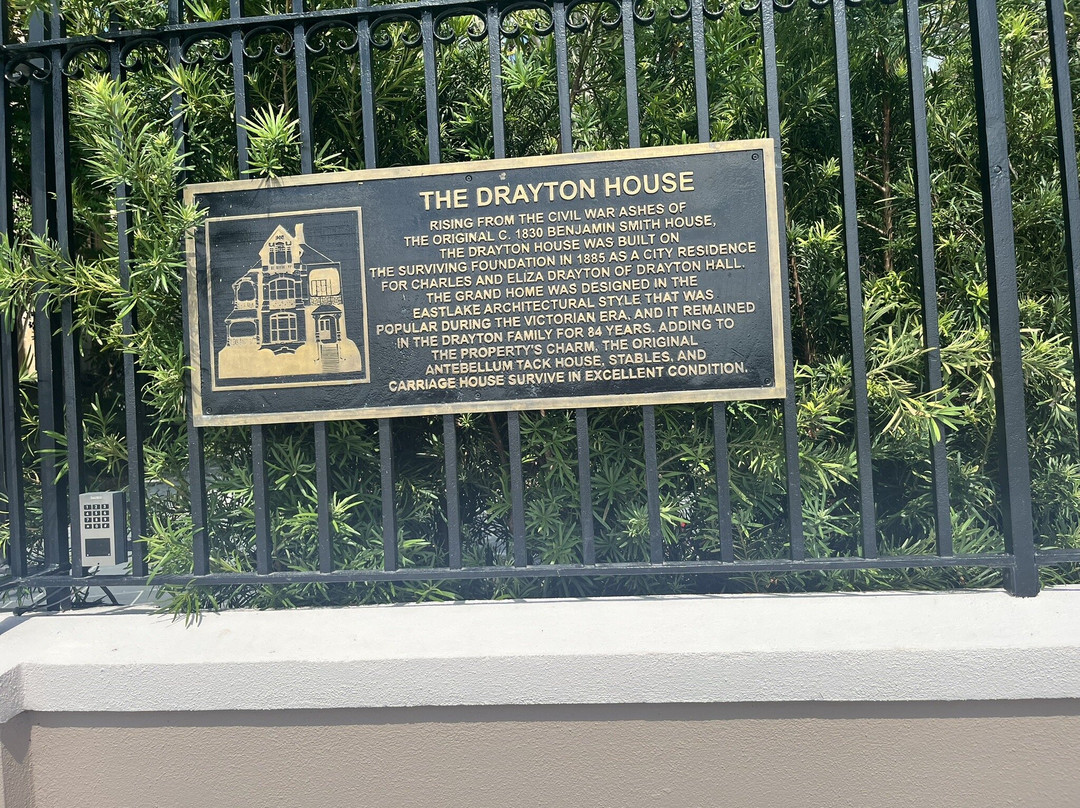 THE DRAYTON HOUSE
RISING FROM THE CIVIL WAR ASHES OF
THE ORIGINAL C. 1830 BENJAMIN SMITH HOUSE,
THE DRAYTON HOUSE WAS BUILT ON
THE SURVIVING FOUNDATION IN 1885 AS A CITY RESIDENCE
FOR CHARLES AND ELIZA DRAYTON OF DRAYTON HALL.
THE GRAND HOME WAS DESIGNED IN THE
EASTLAKE ARCHITECTURAL STYLE THAT WAS
POPULAR DURING THE VICTORIAN ERA, AND IT REMAINED
IN THE DRAYTON FAMILY FOR 84 YEARS. ADDING TO
THE PROPERTY'S CHARM, THE ORIGINAL
ANTEBELLUM TACK HOUSE, STABLES, AND
CARRIAGE HOUSE SURVIVE IN EXCELLENT CONDITION.